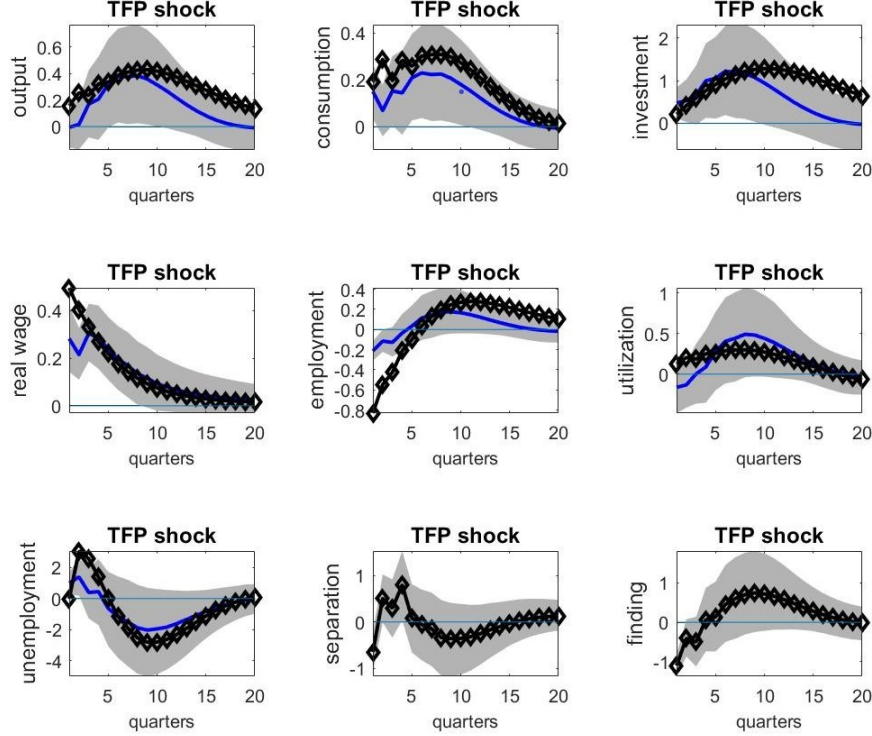 TFP shock TFP shock TFP shock
output
0.6
0.4
0.2
0
5 10 15 20
quarters
consumption
0.4
0.2
0
5 10 15 20
quarters
investment
2
1
0
5 10 15 20
quarters
TFP shock TFP shock TFP shock
real wage
0.4
0.2
0
5 10 15 20
quarters
employment
0.4
0.2
0
-0.2
-0.4
-0.6
-0.8
5 10 15 20
quarters
utilization
1
0.5
0
5 10 15 20
quarters
TFP shock TFP shock TFP shock
unemployment
2
0
-2
-4
5 10 15 20
quarters
separation
1
0
-1
5 10 15 20
quarters
finding
1
0
-1
5 10 15 20
quarters